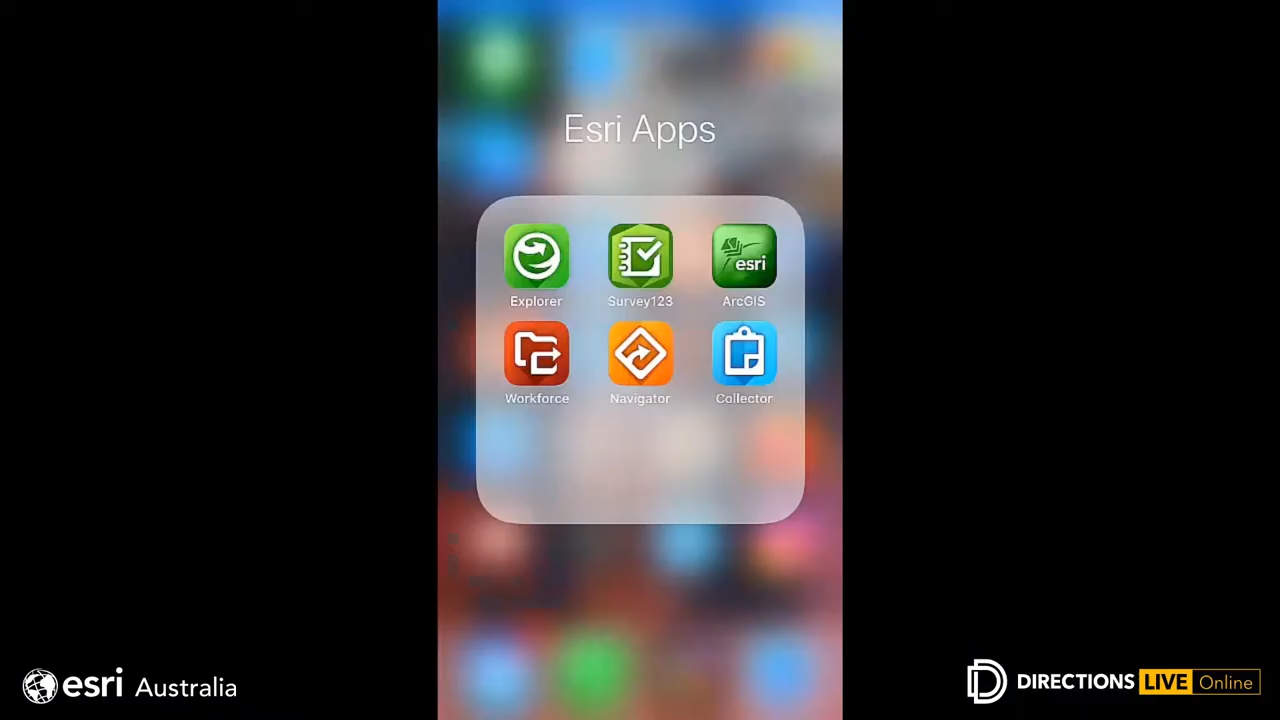 Esri Apps
esri
Explorer Survey123 ArcGIS
Workforce Navigator Collector
esri Australia
DIRECTIONS LIVE Online